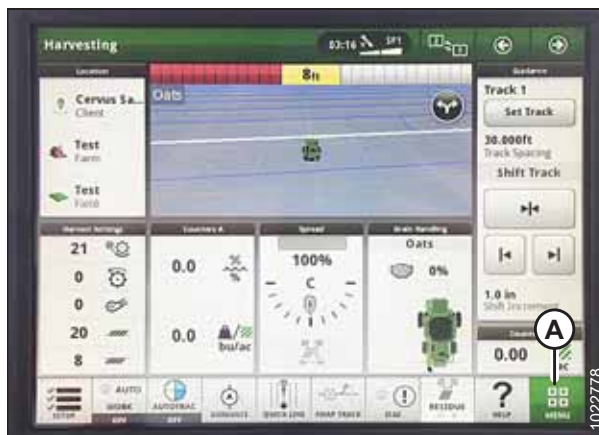 Harvesting
03:16
SF1
Location
Cervus Sa...
Client
Test
Farm
Test
Field
8ft
Oats
Guidance
Track 1
Set Track
30.000ft
Track Spacing
Shift Track
1.0 in
Shift Increment
Harvest Settings
21
0
0
20
8
Counters A
0.0 %
%
0.0
bu/ac
Spread
100%
C
Grain Handling
Oats
0%
A
0.00
SETUP
AUTO
WORK
OFF
AUTOTRAC
OFF
GUIDANCE
QUICK LINE
SWAP TRACK
DIAG
RESIDUE
?
HELP
MENU
1022778